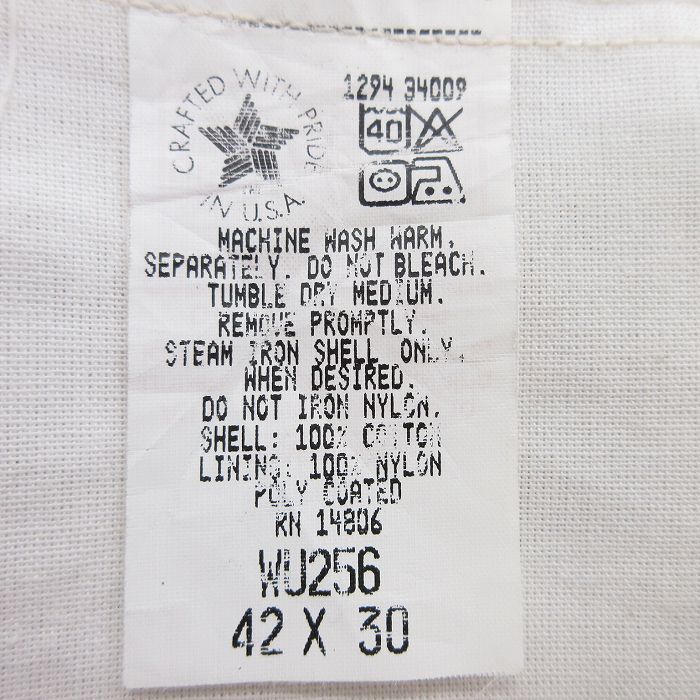 CRAFTED WITH PRIDE
IN U.S.A.
1294 34009
40
MACHINE WASH WARM,
SEPARATELY. DO NOT BLEACH.
TUMBLE DRY MEDIUM.
REMOVE PROMPTLY.
STEAM IRON SHELL ONLY,
WHEN DESIRED.
DO NOT IRON NYLON.
SHELL: 100% COTTON
LINING: 100% NYLON
POLY COATED
RN 14806
WU256
42 X 30